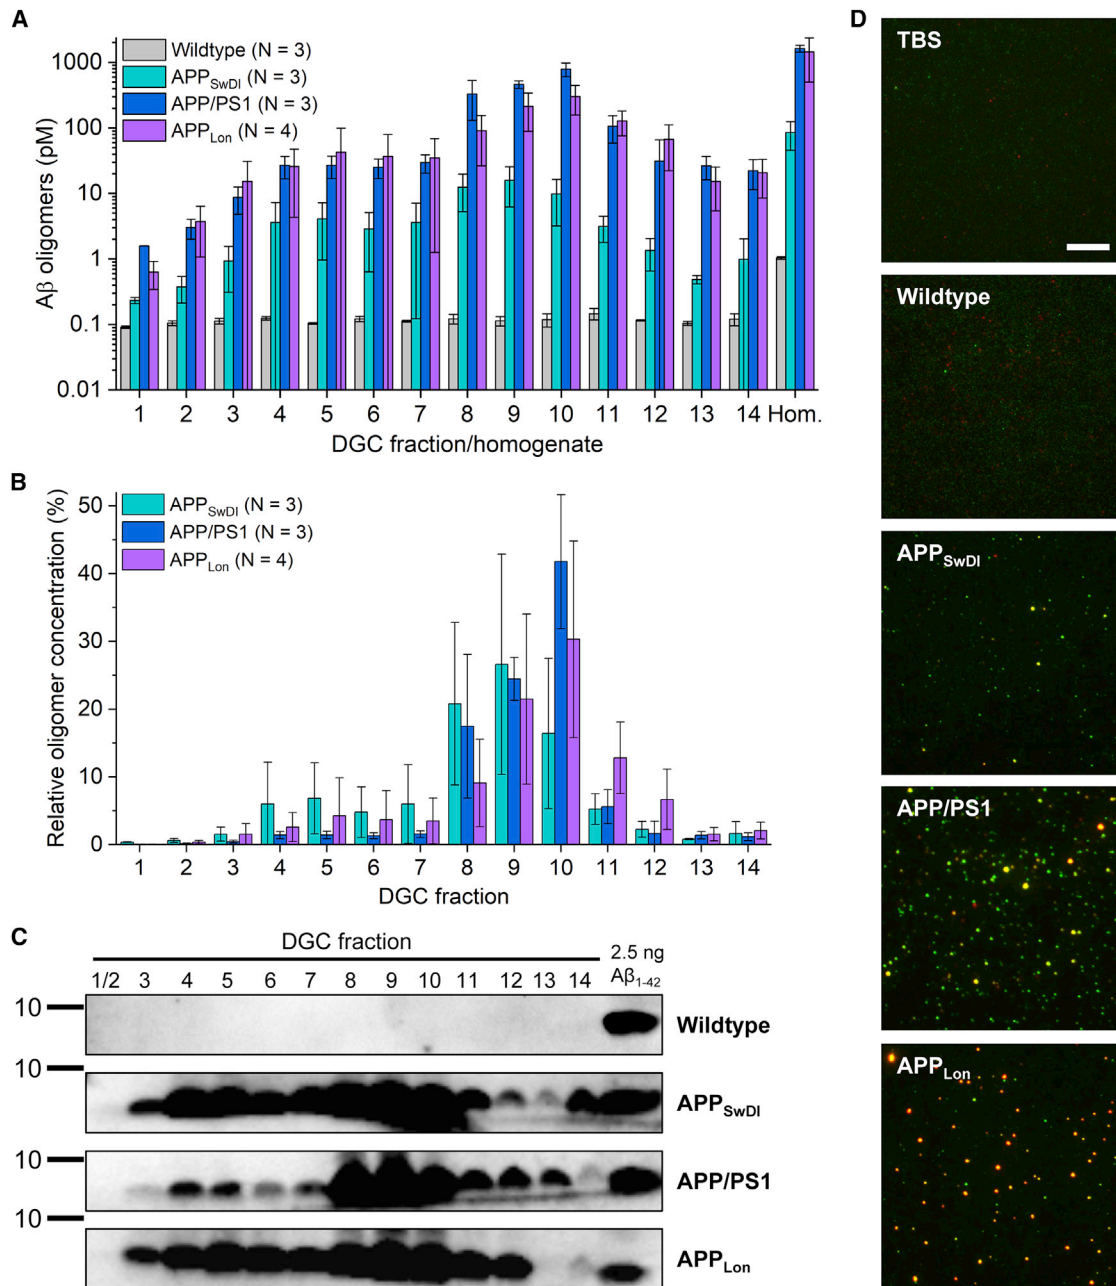 A
Wildtype (N = 3)
APPSwDI (N = 3)
APP/PS1 (N = 3)
APPLon (N = 4)
Aβ oligomers (pM)
1000
100
10
1
0.1
0.01
1 2 3 4 5 6 7 8 9 10 11 12 13 14 Hom.
DGC fraction/homogenate
B
APPSwDI (N = 3)
APP/PS1 (N = 3)
APPLon (N = 4)
Relative oligomer concentration (%)
50
40
30
20
10
0
1 2 3 4 5 6 7 8 9 10 11 12 13 14
DGC fraction
C
DGC fraction
1/2 3 4 5 6 7 8 9 10 11 12 13 14
2.5 ng
Aβ1-42
10
Wildtype
10
APPSwDI
10
APP/PS1
10
APPLon
D
TBS
Wildtype
APPSwDI
APP/PS1
APPLon